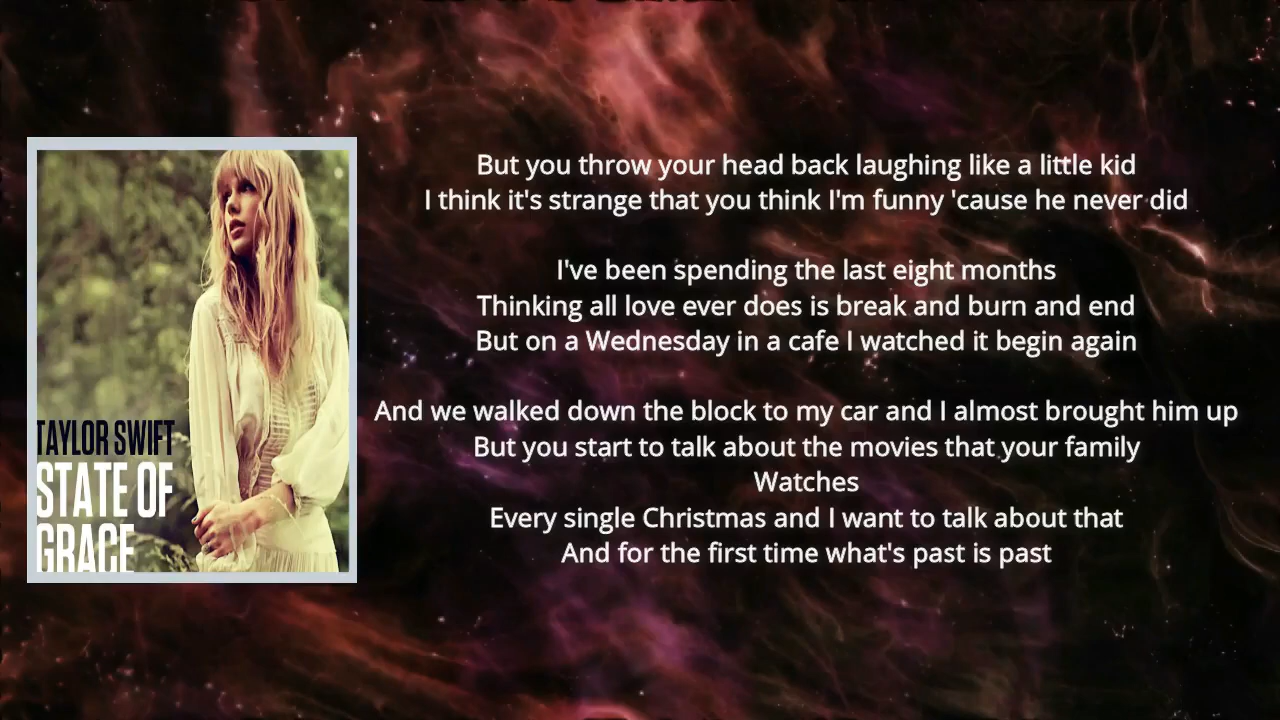 TAYLOR SWIFT
STATE OF
GRACE
But you throw your head back laughing like a little kid
I think it's strange that you think I'm funny 'cause he never did
I've been spending the last eight months
Thinking all love ever does is break and burn and end
But on a Wednesday in a cafe I watched it begin again
And we walked down the block to my car and I almost brought him up
But you start to talk about the movies that your family
Watches
Every single Christmas and I want to talk about that
And for the first time what's past is past